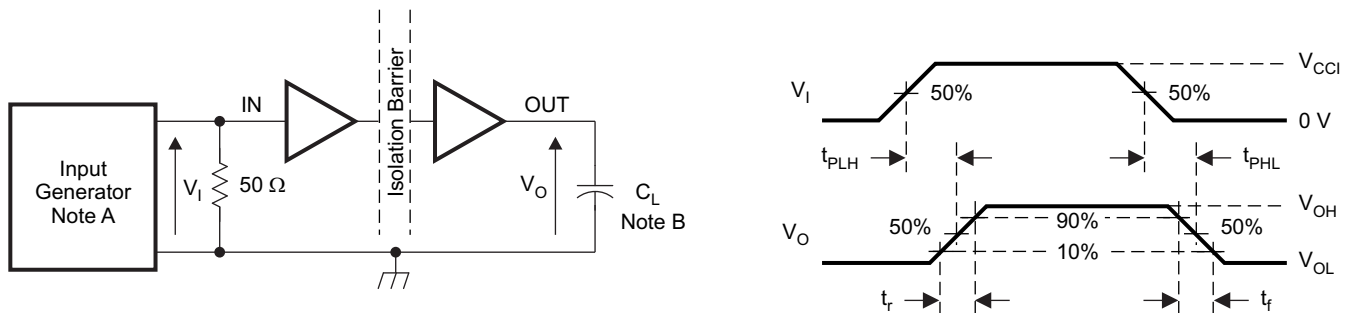 Input
Generator
Note A
V_I
50 Ω
IN
Isolation Barrier
OUT
V_O
C_L
Note B
V_I
50%
50%
V_CCI
0 V
t_PLH
t_PHL
V_O
50%
90%
10%
50%
V_OH
V_OL
t_r
t_f